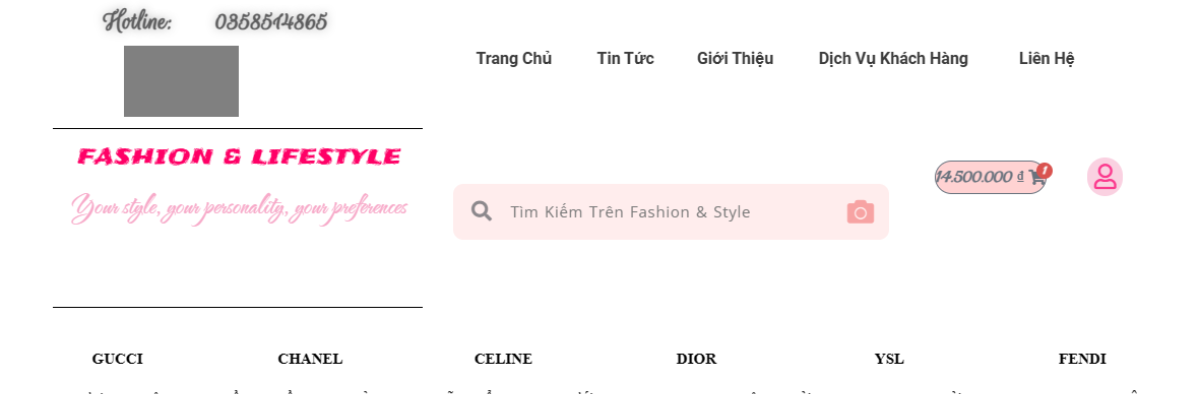 Hotline: 0358514865
Trang Chủ Tin Tức Giới Thiệu Dịch Vụ Khách Hàng Liên Hệ
FASHION & LIFESTYLE
Your style, your personality, your preferences
14.500.000 ₫ 1
Tìm Kiếm Trên Fashion & Style
GUCCI CHANEL CELINE DIOR YSL FENDI